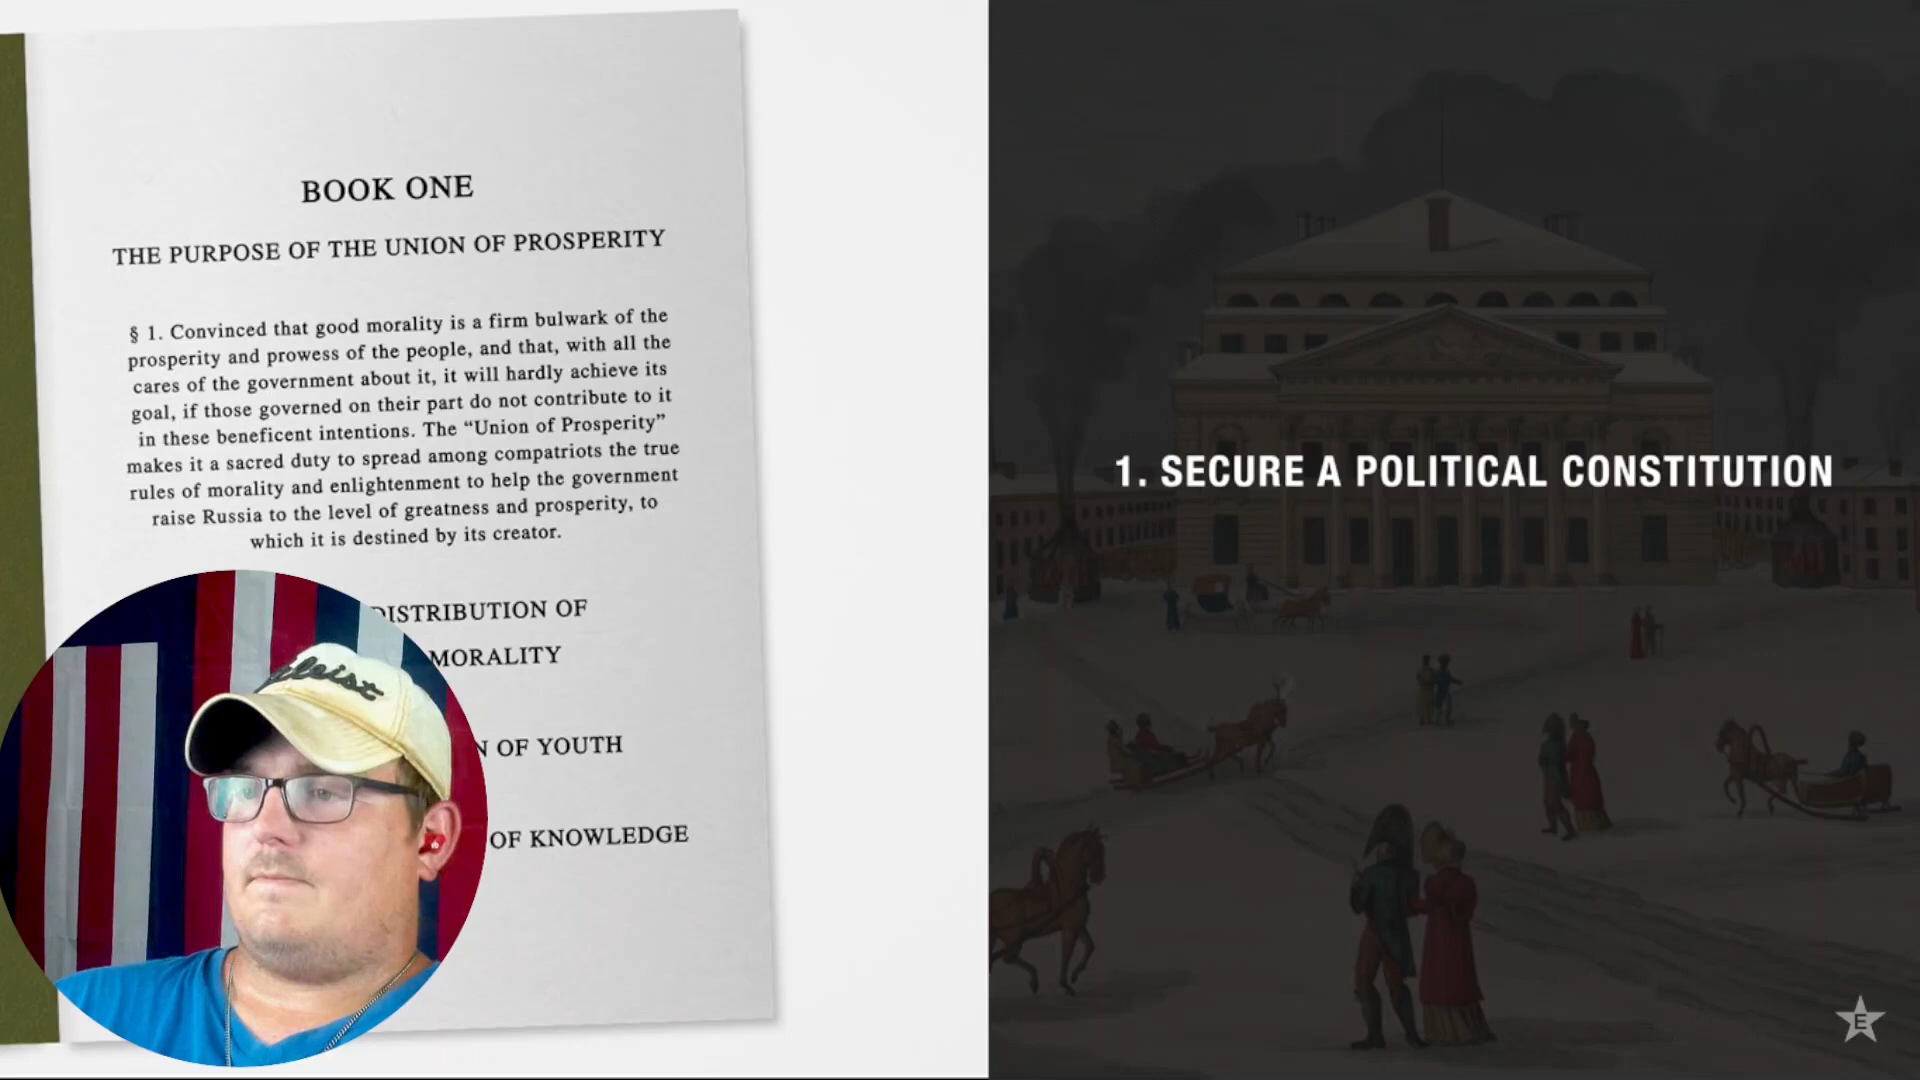 BOOK ONE
THE PURPOSE OF THE UNION OF PROSPERITY
§ 1. Convinced that good morality is a firm bulwark of the
prosperity and prowess of the people, and that, with all the
cares of the government about it, it will hardly achieve its
goal, if those governed on their part do not contribute to it
in these beneficent intentions. The “Union of Prosperity”
makes it a sacred duty to spread among compatriots the true
rules of morality and enlightenment to help the government
raise Russia to the level of greatness and prosperity, to
which it is destined by its creator.
DISTRIBUTION OF
MORALITY
N OF YOUTH
OF KNOWLEDGE
1. SECURE A POLITICAL CONSTITUTION
E